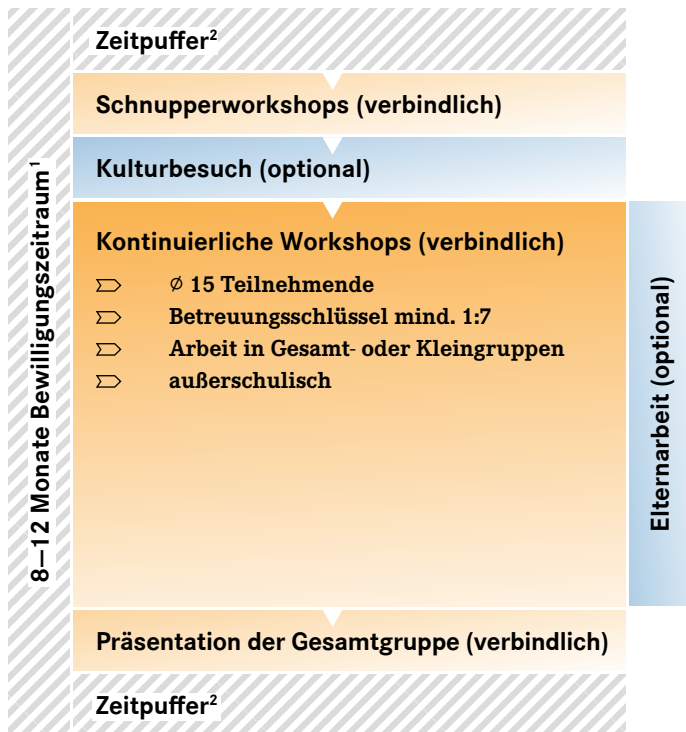 Zeitpuffer²
Schnupperworkshops (verbindlich)
Kulturbesuch (optional)
8–12 Monate Bewilligungszeitraum¹
Kontinuierliche Workshops (verbindlich)
∅ 15 Teilnehmende
Betreuungsschlüssel mind. 1:7
Arbeit in Gesamt- oder Kleingruppen
außerschulisch
Elternarbeit (optional)
Präsentation der Gesamtgruppe (verbindlich)
Zeitpuffer²